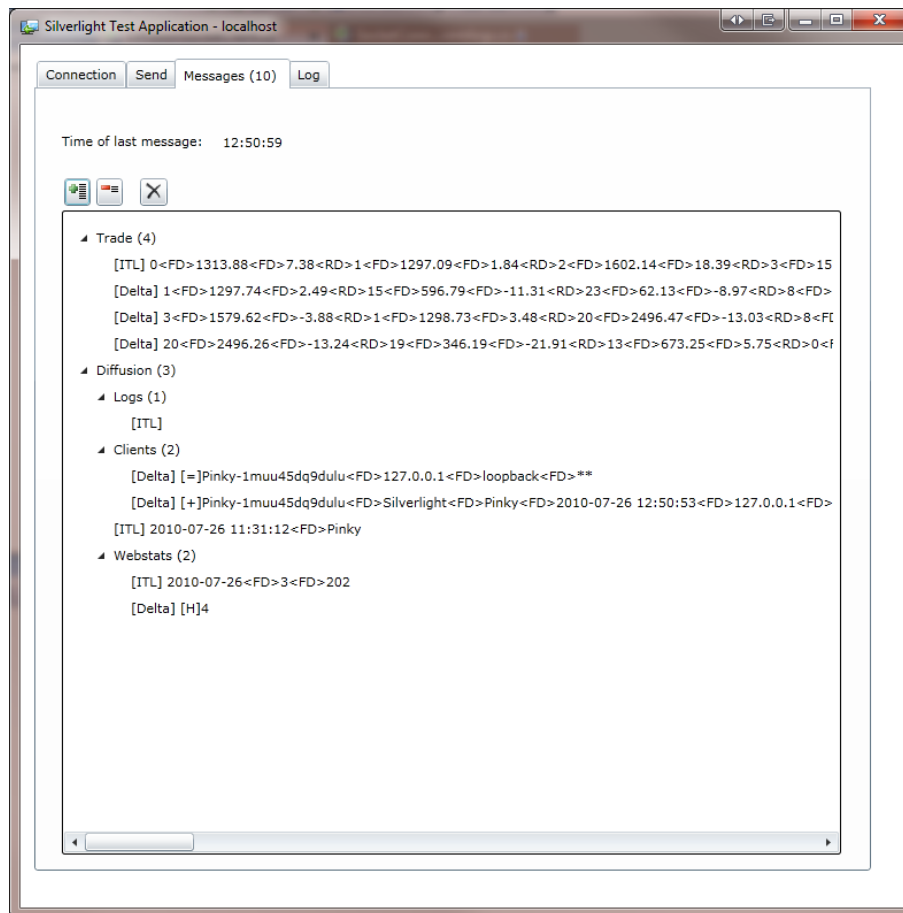 Silverlight Test Application - localhost
Connection Send Messages (10) Log
Time of last message: 12:50:59
Trade (4)
[ITL] 0<FD>1313.88<FD>7.38<RD>1<FD>1297.09<FD>1.84<RD>2<FD>1602.14<FD>18.39<RD>3<FD>15
[Delta] 1<FD>1297.74<FD>2.49<RD>15<FD>596.79<FD>-11.31<RD>23<FD>62.13<FD>-8.97<RD>8<FD>
[Delta] 3<FD>1579.62<FD>-3.88<RD>1<FD>1298.73<FD>3.48<RD>20<FD>2496.47<FD>-13.03<RD>8<FD
[Delta] 20<FD>2496.26<FD>-13.24<RD>19<FD>346.19<FD>-21.91<RD>13<FD>673.25<FD>5.75<RD>0<F
Diffusion (3)
Logs (1)
[ITL]
Clients (2)
[Delta] [=]Pinky-1muu45dq9dulu<FD>127.0.0.1<FD>loopback<FD>**
[Delta] [+]Pinky-1muu45dq9dulu<FD>Silverlight<FD>Pinky<FD>2010-07-26 12:50:53<FD>127.0.0.1<FD>
[ITL] 2010-07-26 11:31:12<FD>Pinky
Webstats (2)
[ITL] 2010-07-26<FD>3<FD>202
[Delta] [H]4